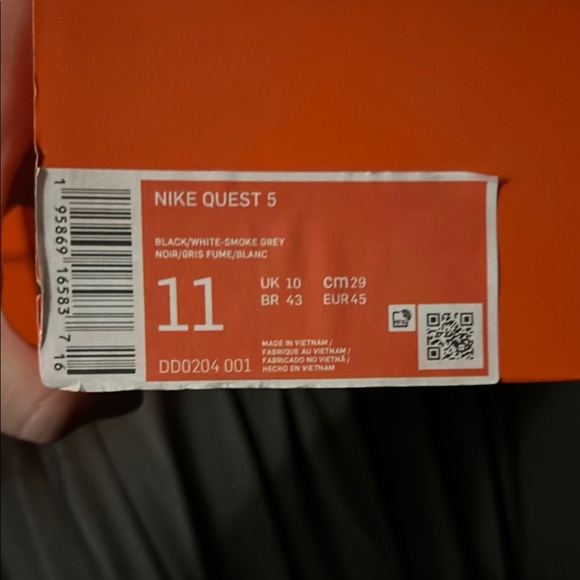 NIKE QUEST 5
BLACK/WHITE-SMOKE GREY
NOIR/GRIS FUME/BLANC
11
UK 10 cm 29
BR 43 EUR 45
DD0204 001
MADE IN VIETNAM /
FABRIQUE AU VIETNAM /
FABRICADO NO VIETNÃ /
HECHO EN VIETNAM
1 95869 16583 7 16